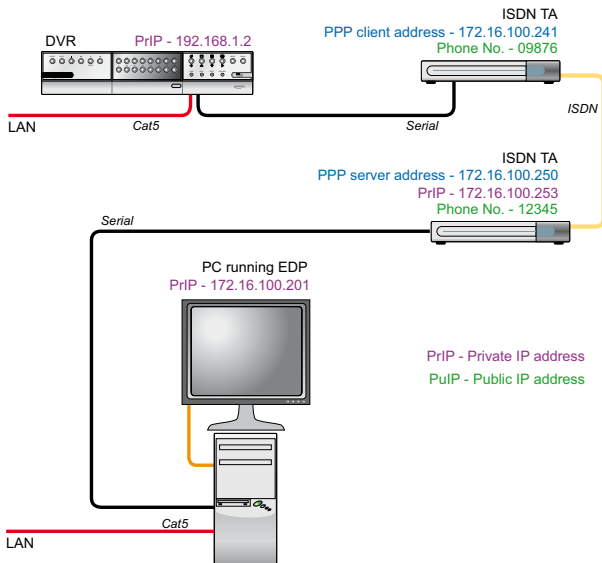 ISDN TA
PPP client address - 172.16.100.241
Phone No. - 09876
DVR
PrIP - 192.168.1.2
LAN
Cat5
Serial
ISDN
ISDN TA
PPP server address - 172.16.100.250
PrIP - 172.16.100.253
Phone No. - 12345
Serial
PC running EDP
PrIP - 172.16.100.201
PrIP - Private IP address
PuIP - Public IP address
Cat5
LAN